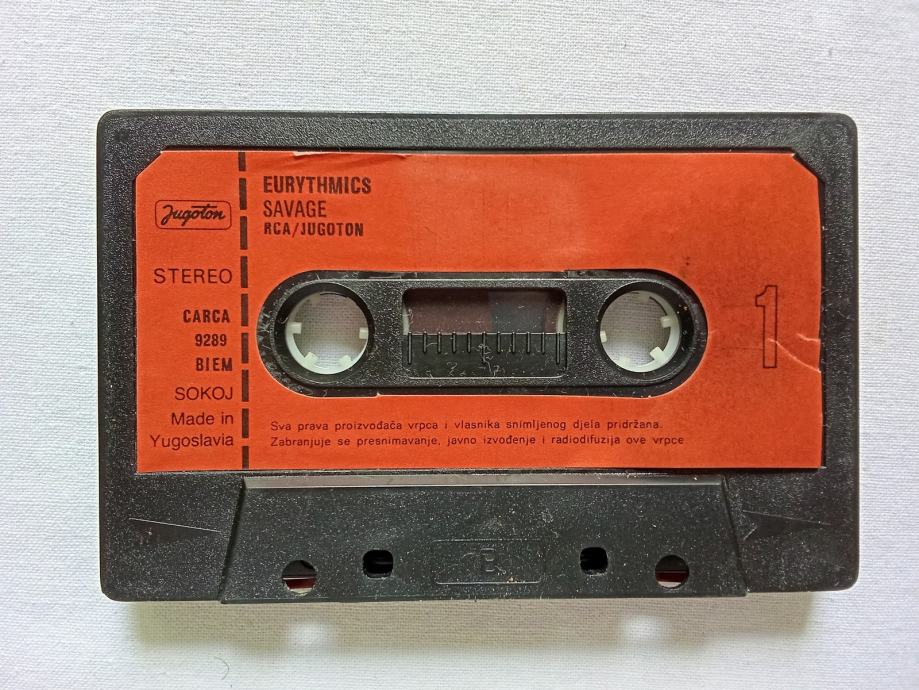 Jugoton
STEREO
CARCA
9289
BIEM
SOKOJ
Made in
Yugoslavia
EURYTHMICS
SAVAGE
RCA/JUGOTON
1
Sva prava proizvođača vrpca i vlasnika snimljenog djela pridržana.
Zabranjuje se presnimavanje, javno izvođenje i radiodifuzija ove vrpce
B